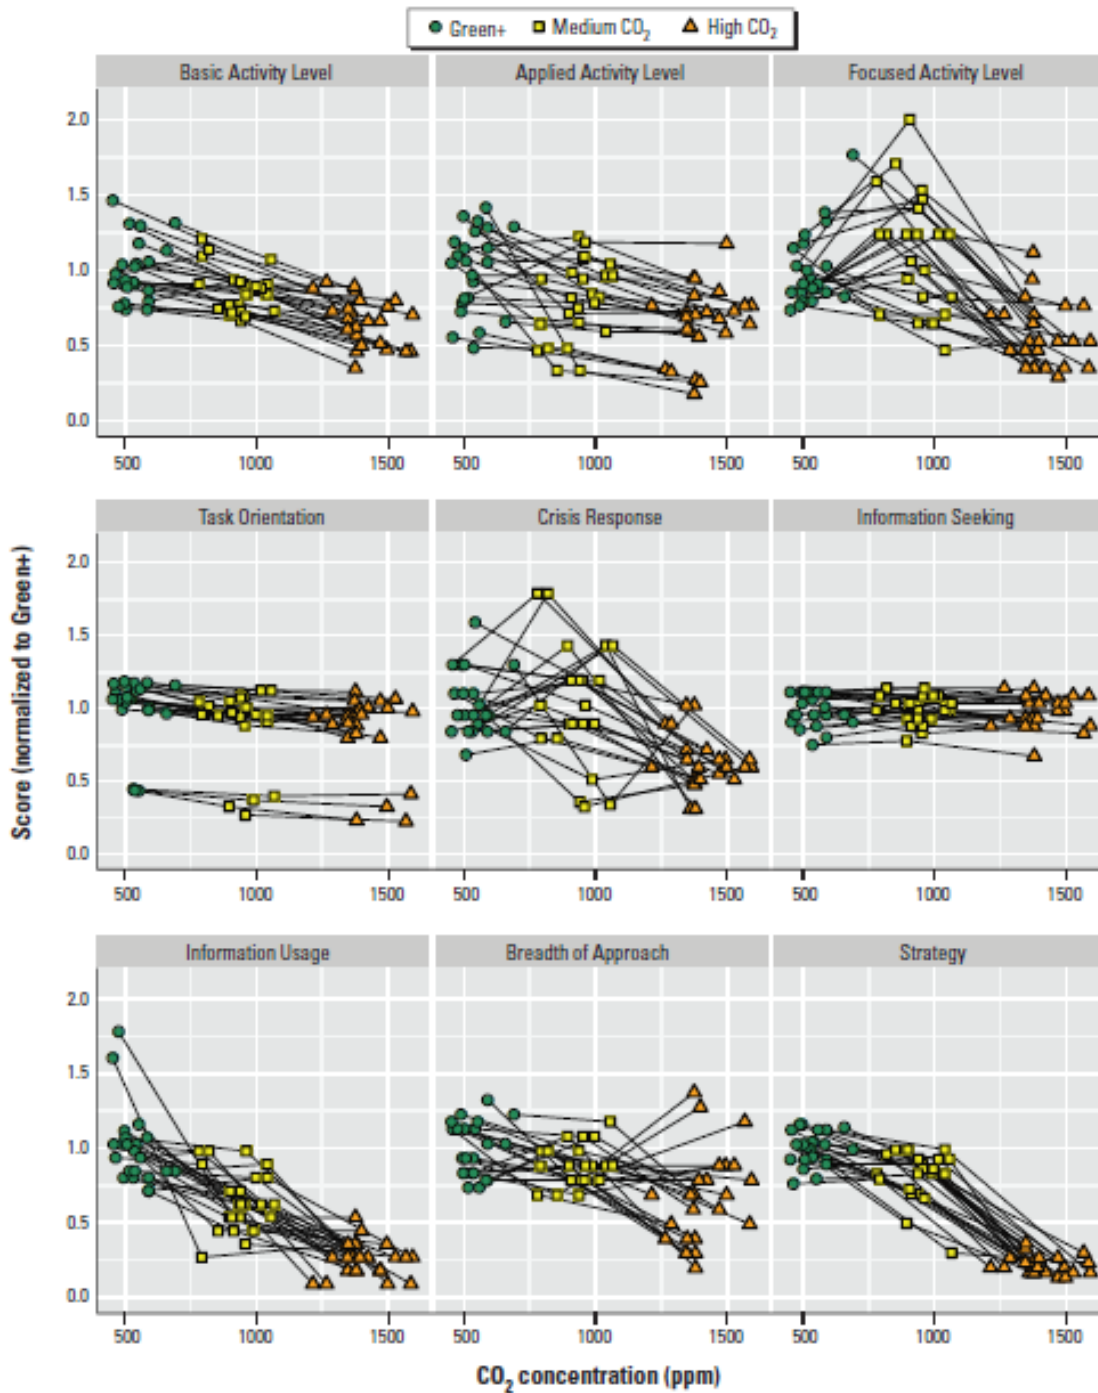 Green+ Medium CO₂ High CO₂
Basic Activity Level Applied Activity Level Focused Activity Level
2.0
1.5
1.0
0.5
0.0
500 1000 1500 500 1000 1500 500 1000 1500
Task Orientation Crisis Response Information Seeking
Score (normalized to Green+)
2.0
1.5
1.0
0.5
0.0
500 1000 1500 500 1000 1500 500 1000 1500
Information Usage Breadth of Approach Strategy
2.0
1.5
1.0
0.5
0.0
500 1000 1500 500 1000 1500 500 1000 1500
CO₂ concentration (ppm)